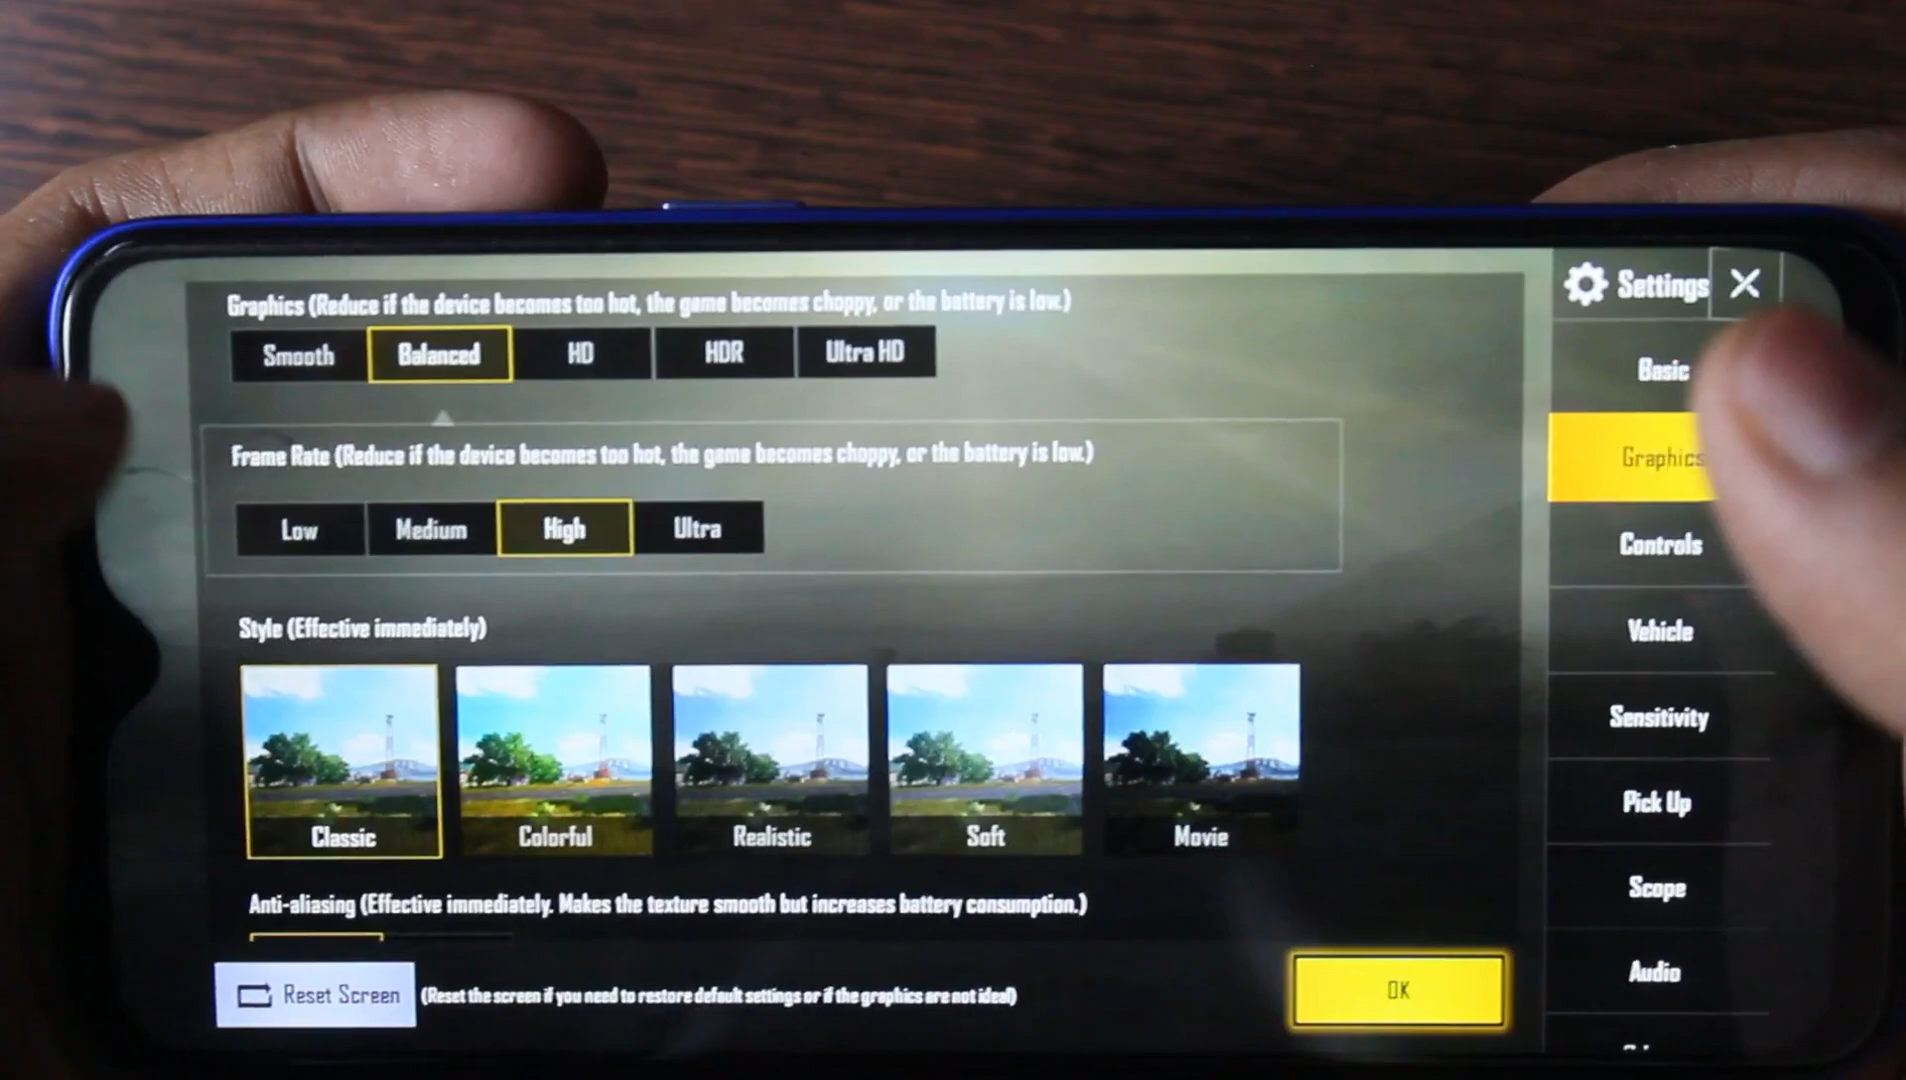 Graphics (Reduce if the device becomes too hot, the game becomes choppy, or the battery is low.)
Smooth Balanced HD HDR Ultra HD
Frame Rate (Reduce if the device becomes too hot, the game becomes choppy, or the battery is low.)
Low Medium High Ultra
Style (Effective immediately)
Classic Colorful Realistic Soft Movie
Anti-aliasing (Effective immediately. Makes the texture smooth but increases battery consumption.)
Reset Screen (Reset the screen if you need to restore default settings or if the graphics are not ideal)
OK
Settings X
Basic
Graphics
Controls
Vehicle
Sensitivity
Pick Up
Scope
Audio